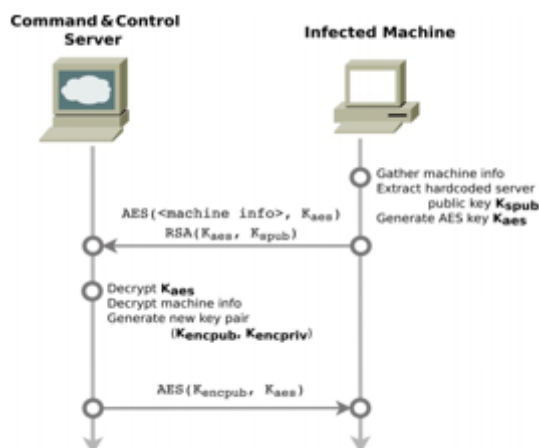 Command & Control
Server
Infected Machine
Gather machine info
Extract hardcoded server
public key Kspub
Generate AES key Kaes
AES(<machine info>, Kaes)
RSA(Kaes, Kspub)
Decrypt Kaes
Decrypt machine info
Generate new key pair
(Kencpub, Kencpriv)
AES(Kencpub, Kaes)